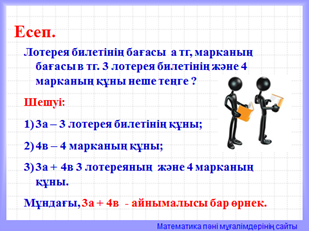 Есеп.
Лотерея билетінің бағасы а тг, марканың
бағасы в тг. 3 лотерея билетінің және 4
марканың құны неше теңге ?
Шешуі:
1) 3а – 3 лотерея билетінің құны;
2) 4в – 4 марканың құны;
3) 3а + 4в 3 лотереяның және 4 марканың
құны.
Мұндағы, 3а + 4в - айнымалысы бар өрнек.
Математика пәні мұғалімдерінің сайты